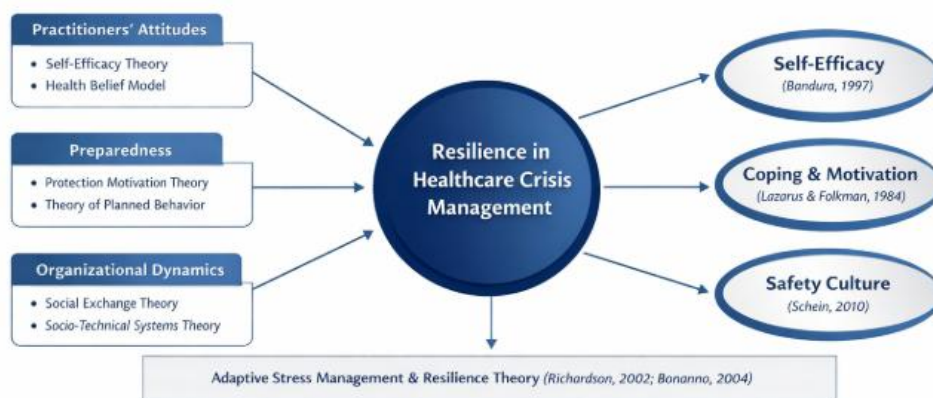 Practitioners' Attitudes
• Self-Efficacy Theory
• Health Belief Model
Preparedness
• Protection Motivation Theory
• Theory of Planned Behavior
Organizational Dynamics
• Social Exchange Theory
• Socio-Technical Systems Theory
Resilience in
Healthcare Crisis
Management
Self-Efficacy
(Bandura, 1997)
Coping & Motivation
(Lazarus & Folkman, 1984)
Safety Culture
(Schein, 2010)
Adaptive Stress Management & Resilience Theory (Richardson, 2002; Bonanno, 2004)